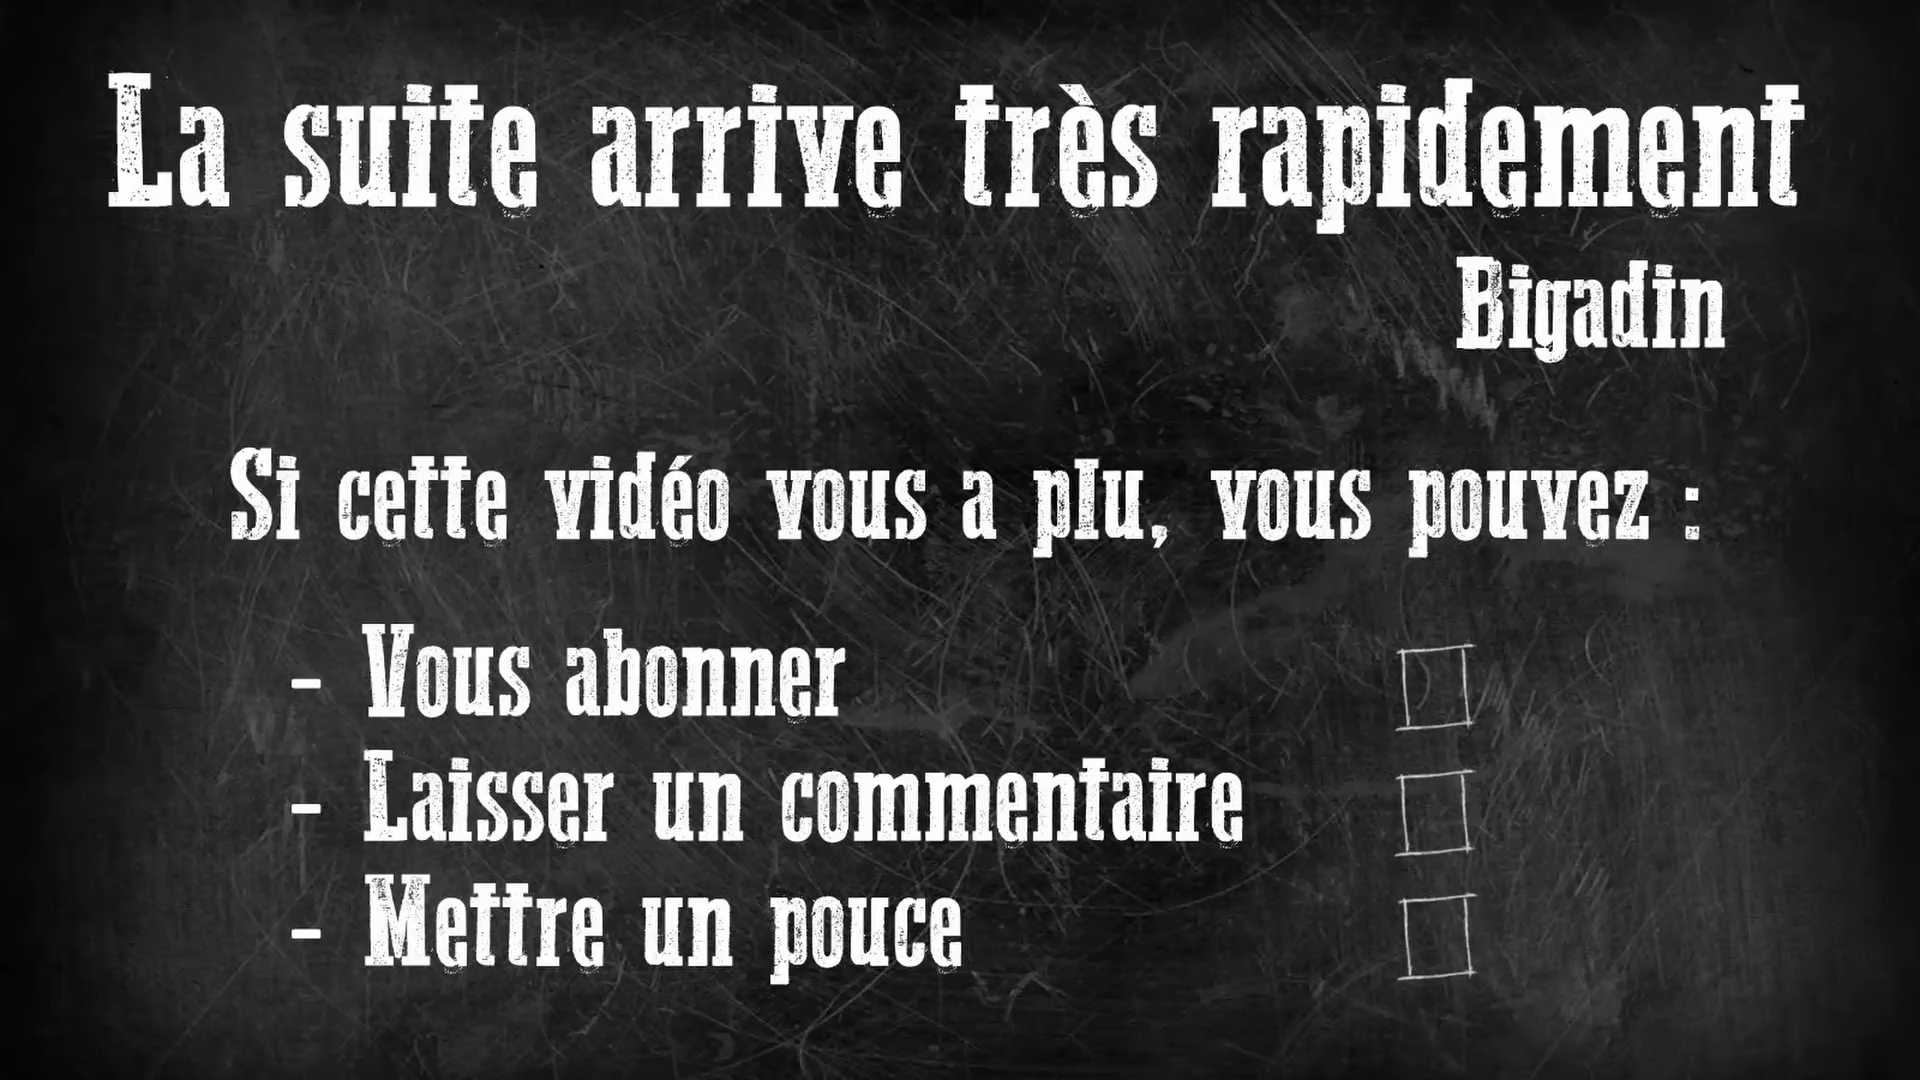 La suite arrive très rapidement
Bigadin
Si cette vidéo vous a plu, vous pouvez :
- Vous abonner
- Laisser un commentaire
- Mettre un pouce